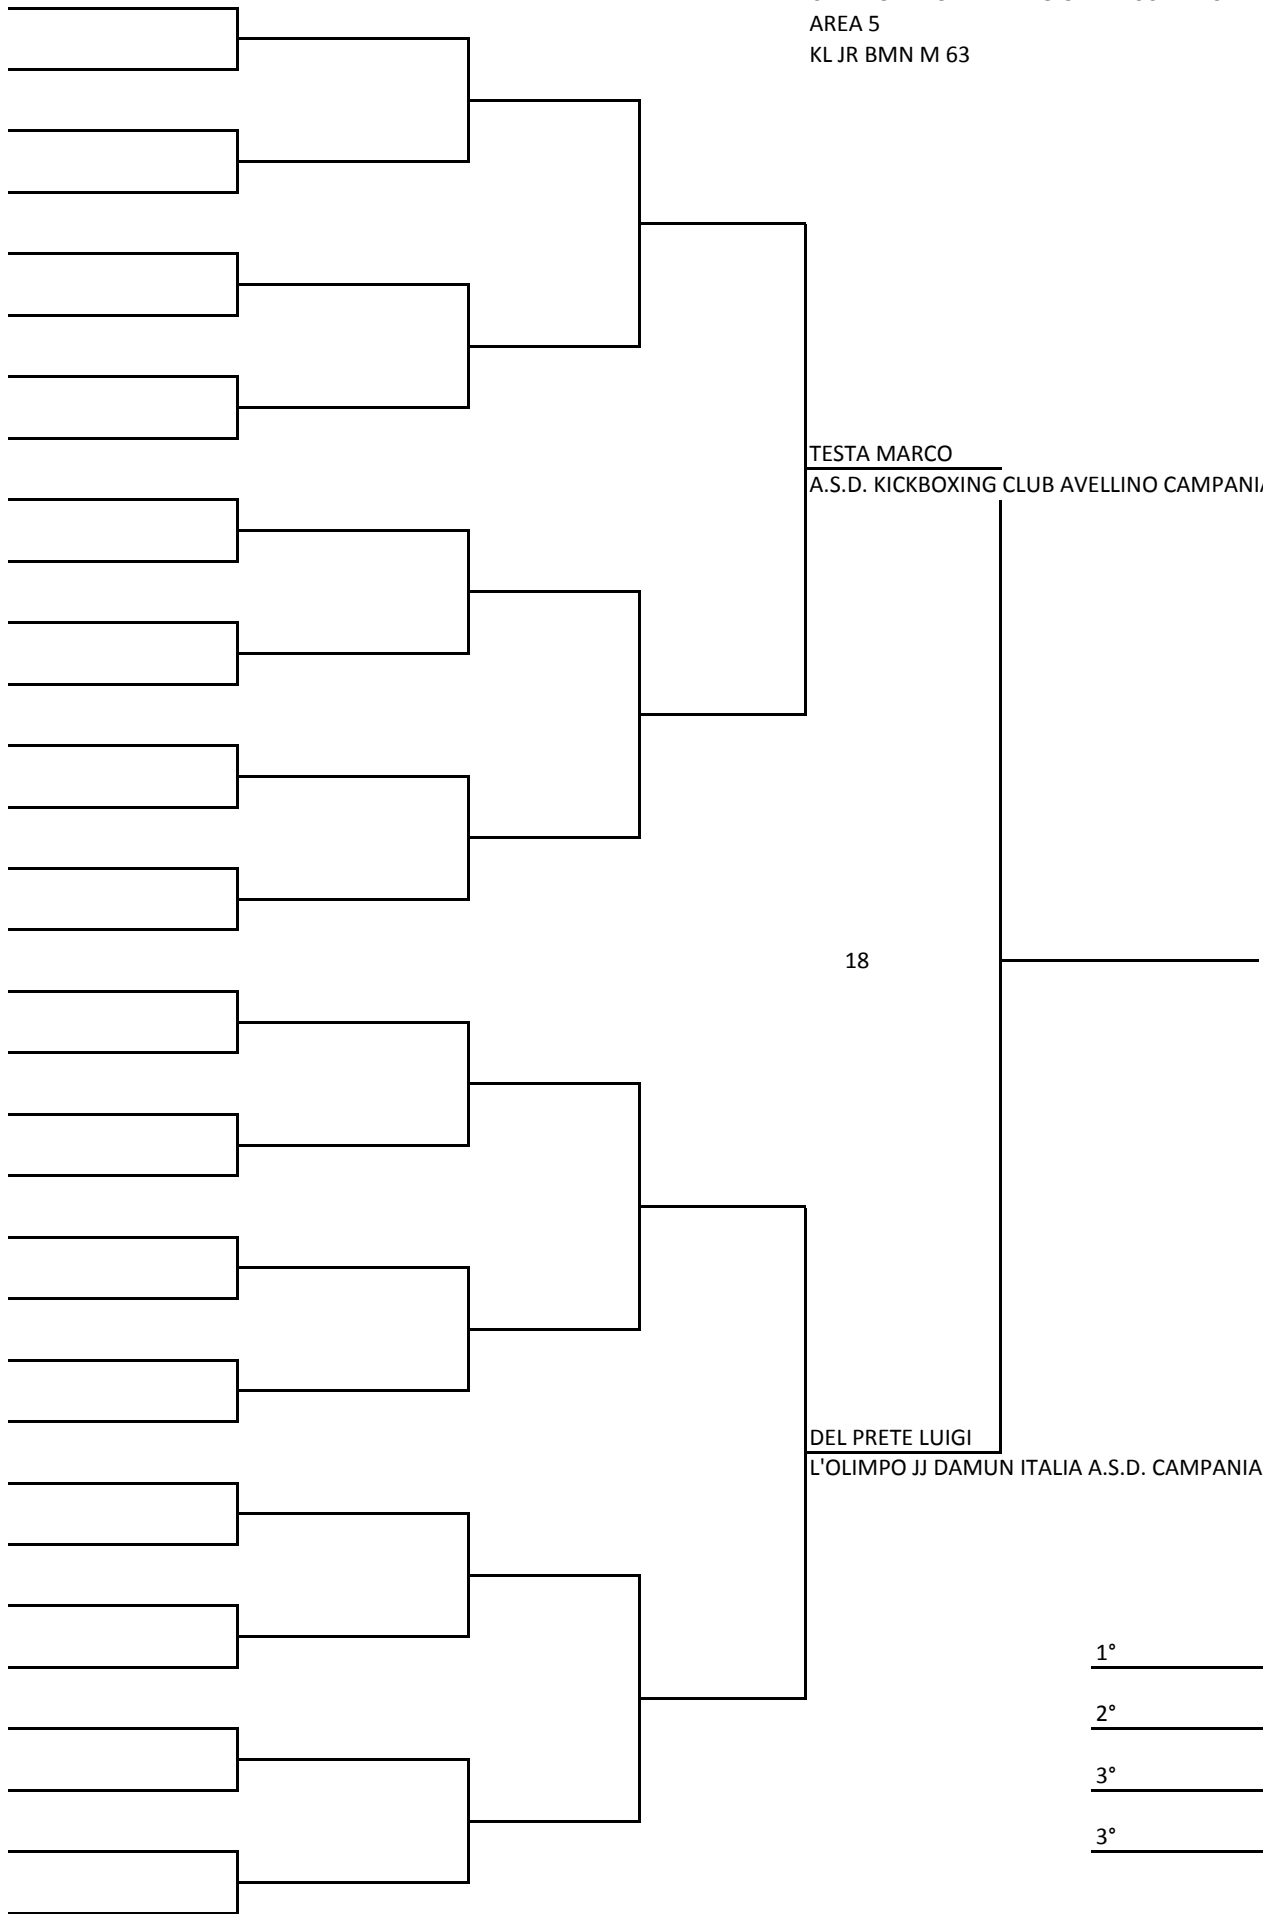 AREA 5
KL JR BMN M 63
TESTA MARCO
A.S.D. KICKBOXING CLUB AVELLINO CAMPANIA
18
DEL PRETE LUIGI
L'OLIMPO JJ DAMUN ITALIA A.S.D. CAMPANIA
1°
2°
3°
3°